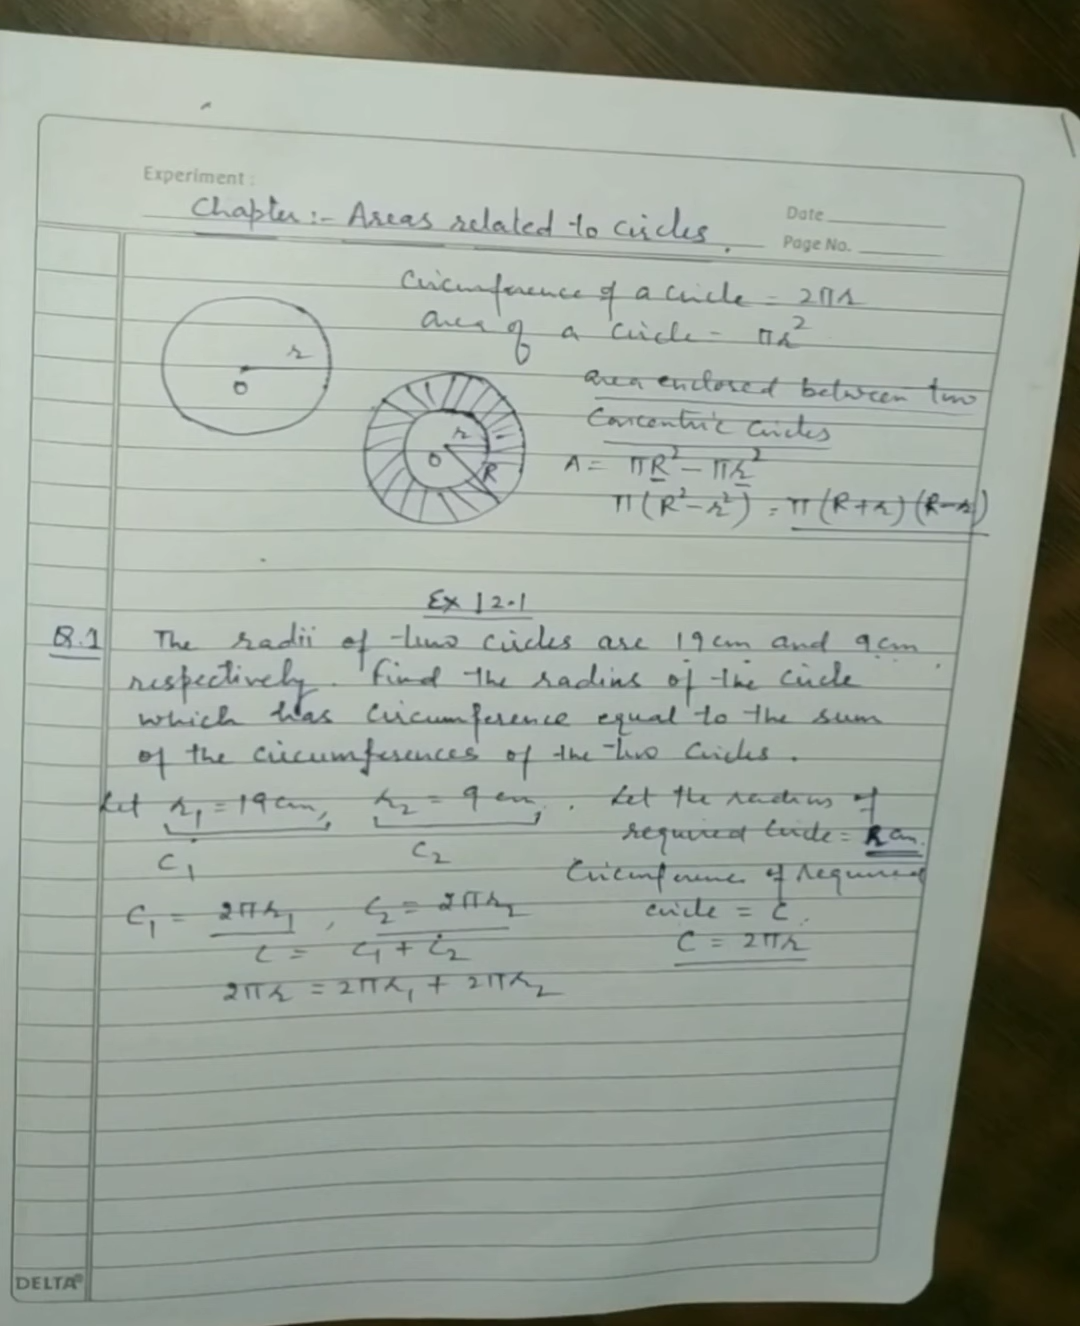 Experiment :
Chapter :- Areas related to circles.
Date
Page No.
Circumference of a circle = 2πr
area of a circle - πr²
r
O
area enclosed between two
Concentric Circles
r
O
R
A = πR² - πr²
π(R² - r²) = π(R+r)(R-r)
Ex 12.1
Q.1 The radii of two circles are 19 cm and 9 cm
respectively. Find the radius of the circle
which has circumference equal to the sum
of the circumferences of the two Circles.
Let r₁ = 19 cm, r₂ = 9 cm. Let the radius of
required Circle = R cm.
C₁ C₂
Circumference of required
circle = C.
C₁ = 2πr₁, C₂ = 2πr₂
C = 2πr
C = C₁ + C₂
2πr = 2πr₁ + 2πr₂
DELTA®